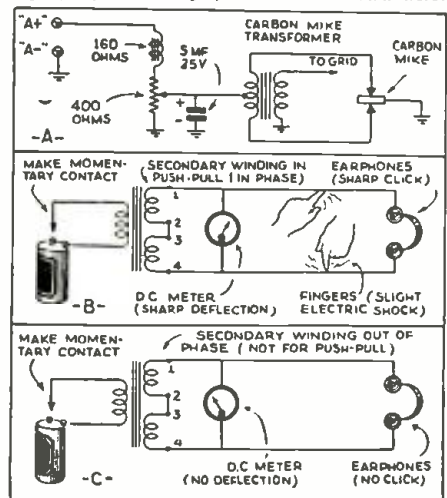 "A+"
"A-"
160
OHMS
5 MF
25V
CARBON MIKE
TRANSFORMER
TO GRID
CARBON
MIKE
400
OHMS
+
-
-A-
MAKE MOMEN-
TARY CONTACT
SECONDARY WINDING IN
PUSH-PULL (IN PHASE)
EARPHONES
(SHARP CLICK)
1
2
3
4
-B-
D.C. METER
(SHARP DEFLECTION)
FINGERS (SLIGHT
ELECTRIC SHOCK)
MAKE MOMEN-
TARY CONTACT
SECONDARY WINDING OUT OF
PHASE (NOT FOR PUSH-PULL)
1
2
3
4
-C-
D.C. METER
(NO DEFLECTION)
EARPHONES
(NO CLICK)